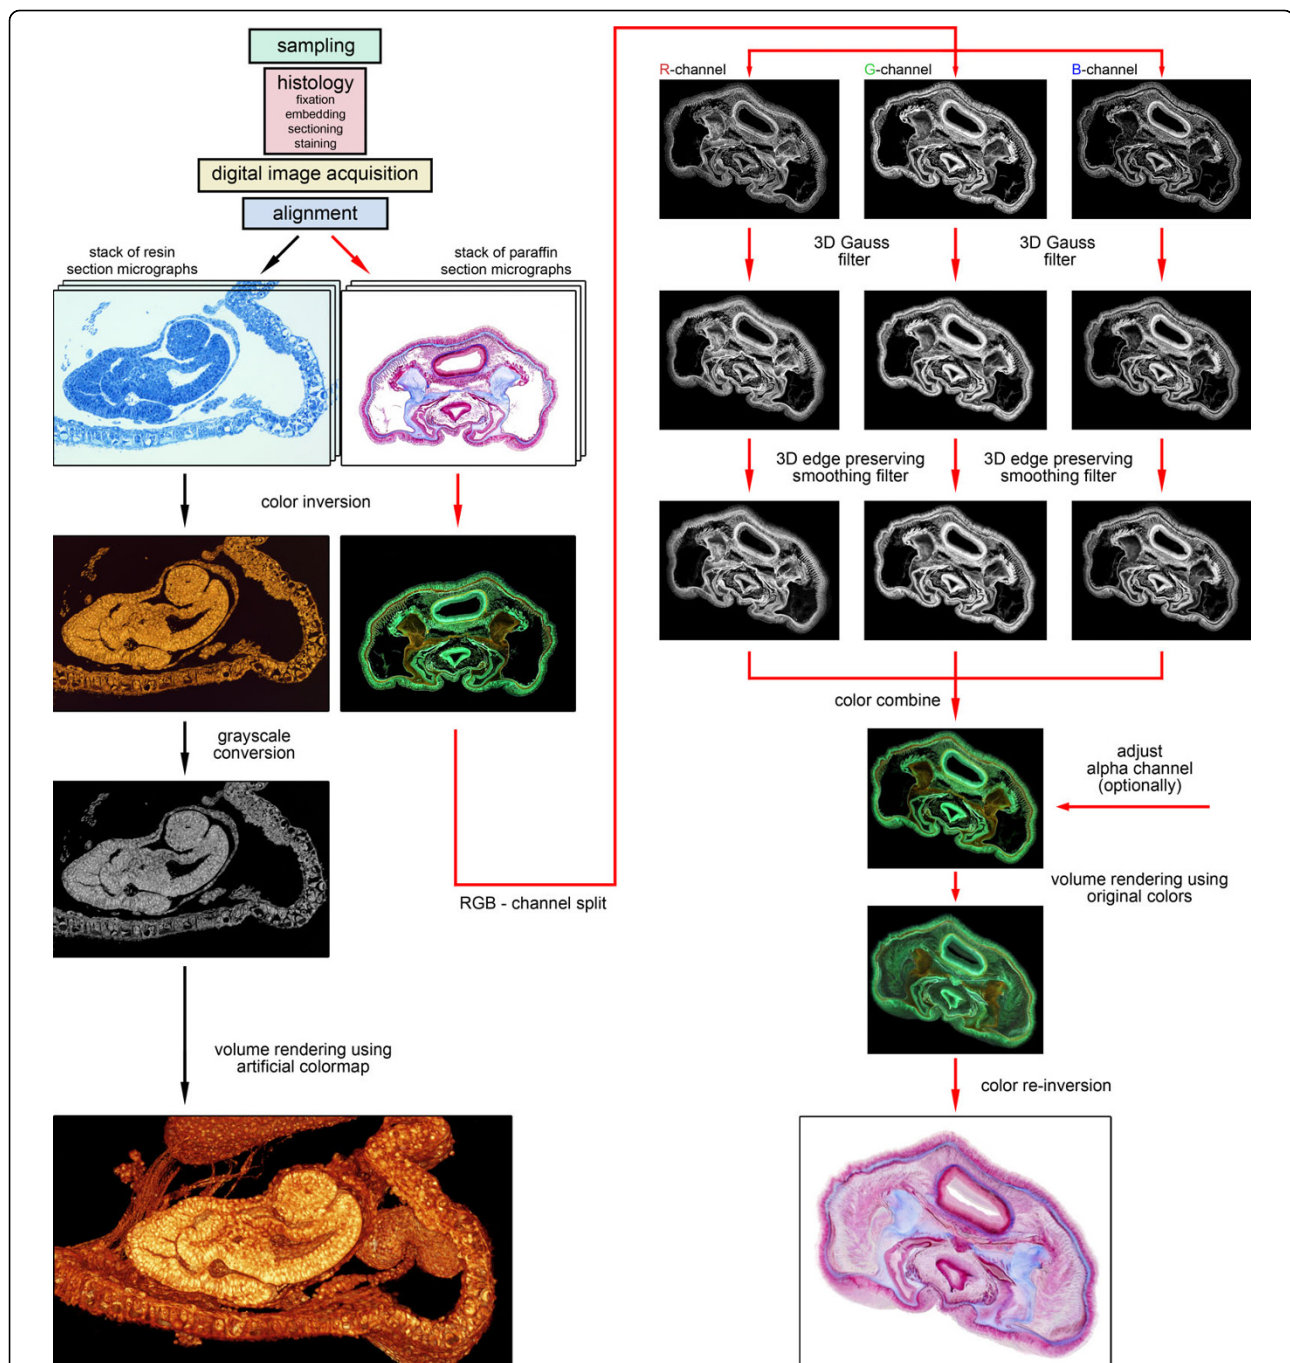 sampling
histology
fixation
embedding
sectioning
staining
digital image acquisition
alignment
stack of resin
section micrographs
stack of paraffin
section micrographs
color inversion
grayscale
conversion
RGB - channel split
volume rendering using
artificial colormap
R-channel
G-channel
B-channel
3D Gauss
filter
3D Gauss
filter
3D edge preserving
smoothing filter
3D edge preserving
smoothing filter
color combine
adjust
alpha channel
(optionally)
volume rendering using
original colors
color re-inversion